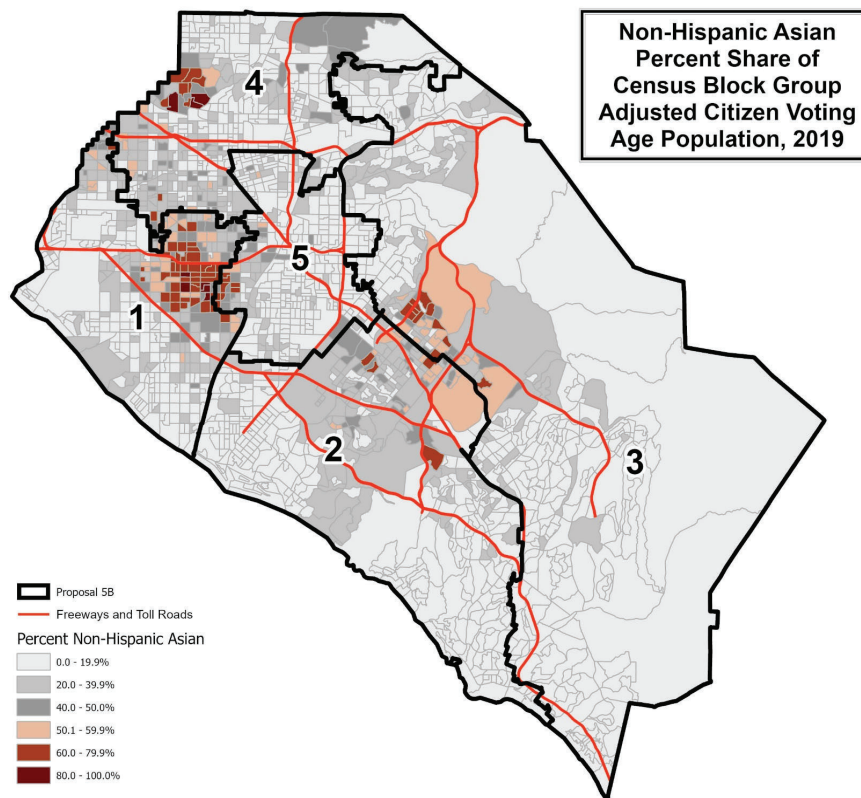 Non-Hispanic Asian
Percent Share of
Census Block Group
Adjusted Citizen Voting
Age Population, 2019
4
5
1
2
3
Proposal 5B
Freeways and Toll Roads
Percent Non-Hispanic Asian
0.0 - 19.9%
20.0 - 39.9%
40.0 - 50.0%
50.1 - 59.9%
60.0 - 79.9%
80.0 - 100.0%